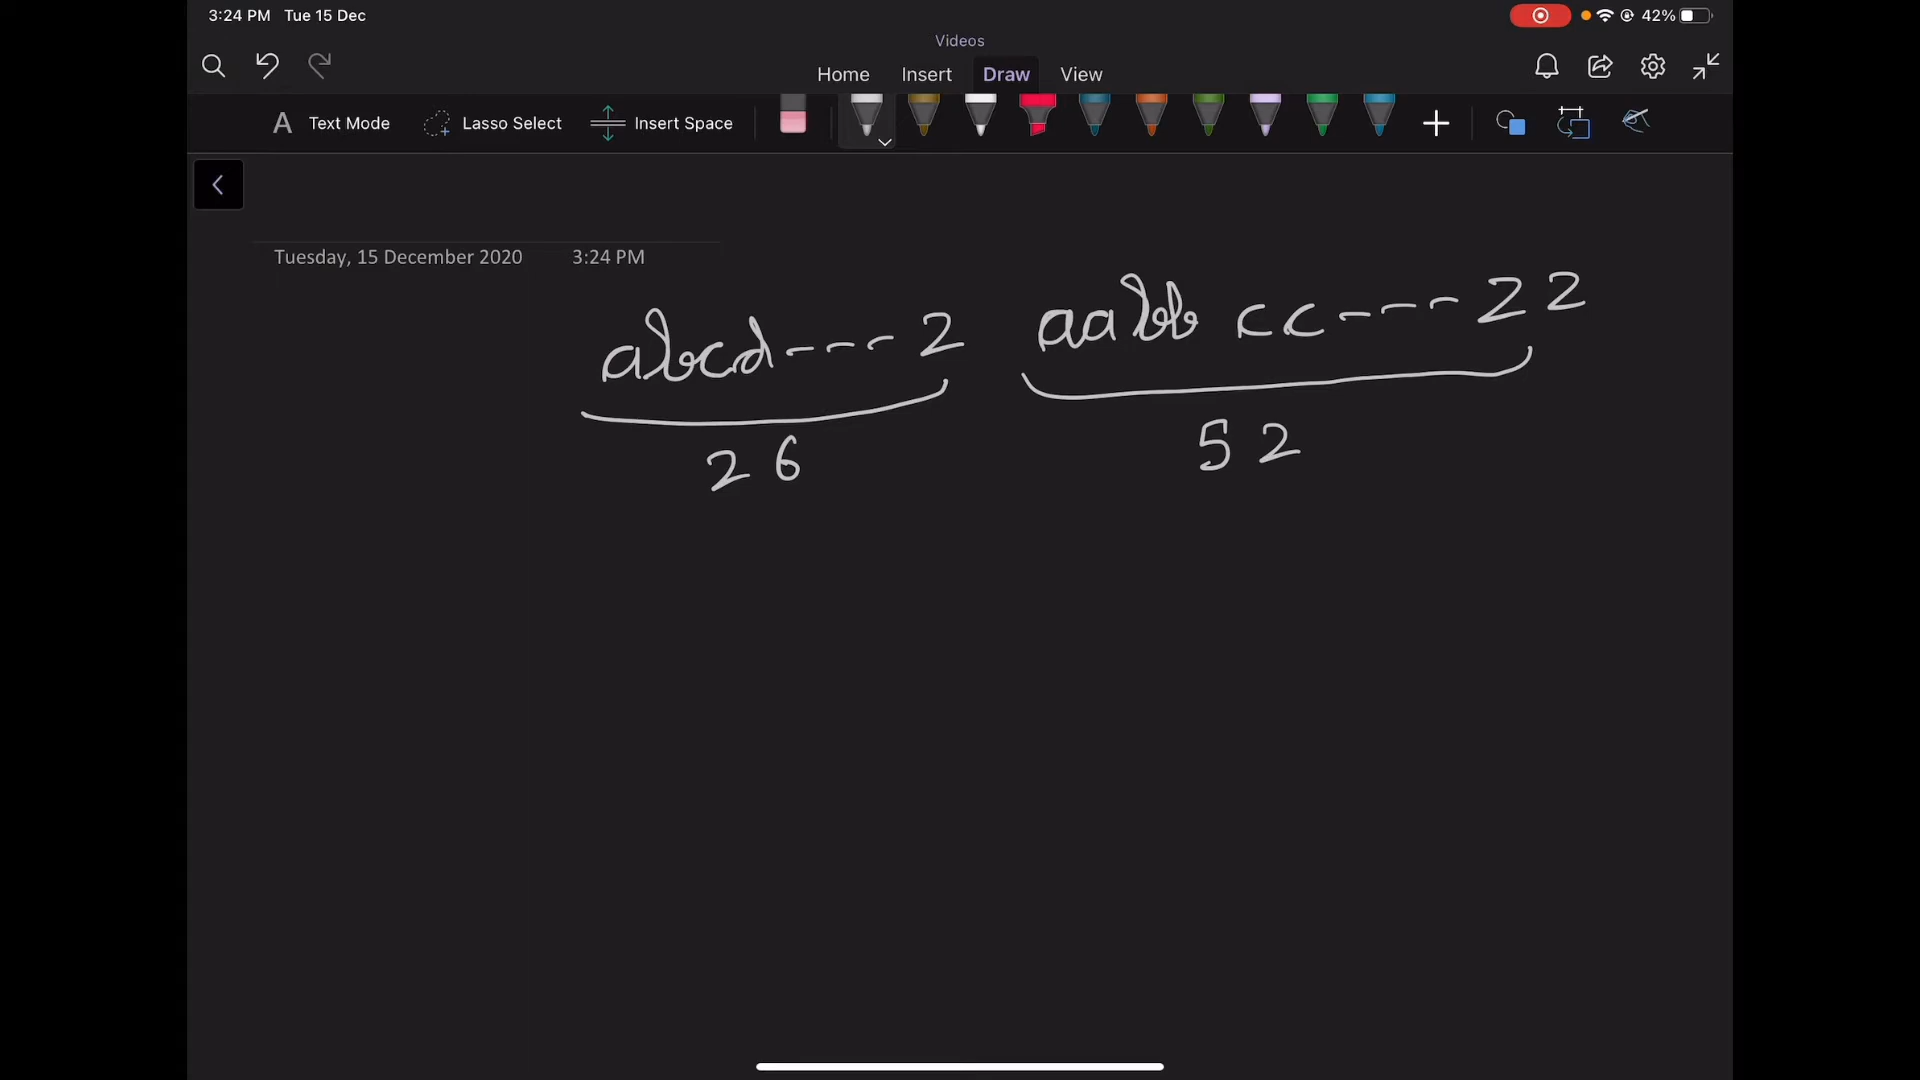 3:24 PM Tue 15 Dec 42%
Videos
Home Insert Draw View
A Text Mode Lasso Select Insert Space
Tuesday, 15 December 2020 3:24 PM
abcd---z aabb cc----zz
26 52